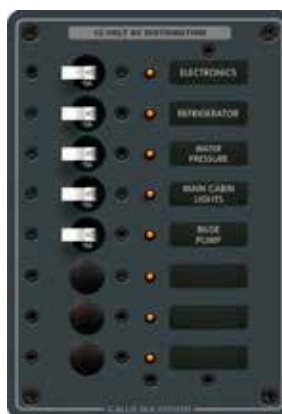 12 VOLT DC DISTRIBUTION
ELECTRONICS
REFRIGERATOR
WATER
PRESSURE
MAIN CABIN
LIGHTS
BILGE
PUMP